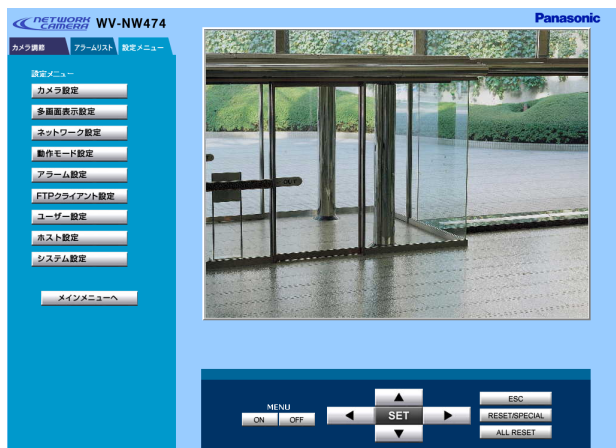 NETWORK CAMERA WV-NW474
Panasonic
カメラ調節 アラームリスト 設定メニュー
設定メニュー
カメラ設定
多画面表示設定
ネットワーク設定
動作モード設定
アラーム設定
FTPクライアント設定
ユーザー設定
ホスト設定
システム設定
メインメニューへ
OUT
MENU
ON OFF
◀ ▲ SET ▼ ▶
ESC
RESET/SPECIAL
ALL RESET